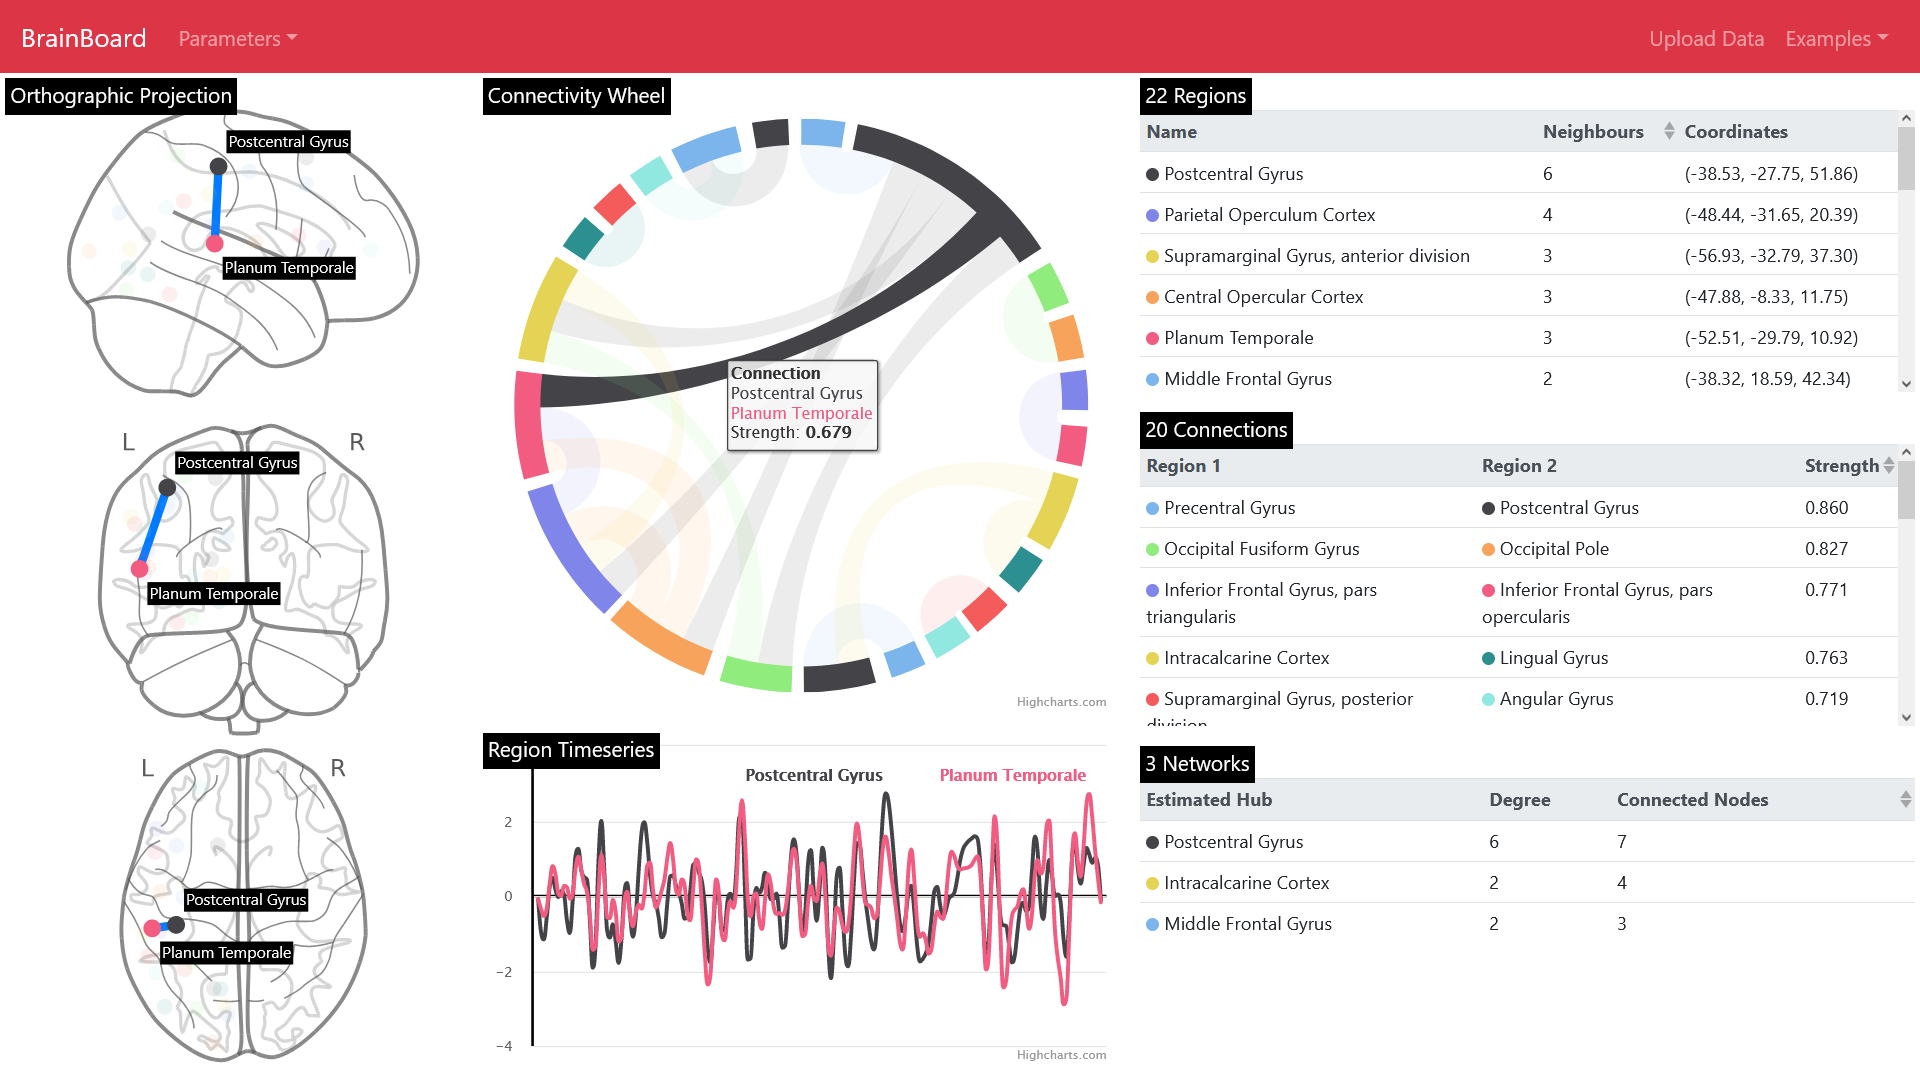 BrainBoard Parameters Upload Data Examples
Orthographic Projection
Postcentral Gyrus
Planum Temporale
L R
Postcentral Gyrus
Planum Temporale
L R
Postcentral Gyrus
Planum Temporale
Connectivity Wheel
Connection
Postcentral Gyrus
Planum Temporale
Strength: 0.679
Highcharts.com
Region Timeseries
Postcentral Gyrus Planum Temporale
2
0
−2
−4
Highcharts.com
22 Regions
Name Neighbours Coordinates
Postcentral Gyrus 6 (-38.53, -27.75, 51.86)
Parietal Operculum Cortex 4 (-48.44, -31.65, 20.39)
Supramarginal Gyrus, anterior division 3 (-56.93, -32.79, 37.30)
Central Opercular Cortex 3 (-47.88, -8.33, 11.75)
Planum Temporale 3 (-52.51, -29.79, 10.92)
Middle Frontal Gyrus 2 (-38.32, 18.59, 42.34)
20 Connections
Region 1 Region 2 Strength
Precentral Gyrus Postcentral Gyrus 0.860
Occipital Fusiform Gyrus Occipital Pole 0.827
Inferior Frontal Gyrus, pars Inferior Frontal Gyrus, pars 0.771
triangularis opercularis
Intracalcarine Cortex Lingual Gyrus 0.763
Supramarginal Gyrus, posterior Angular Gyrus 0.719
division
3 Networks
Estimated Hub Degree Connected Nodes
Postcentral Gyrus 6 7
Intracalcarine Cortex 2 4
Middle Frontal Gyrus 2 3